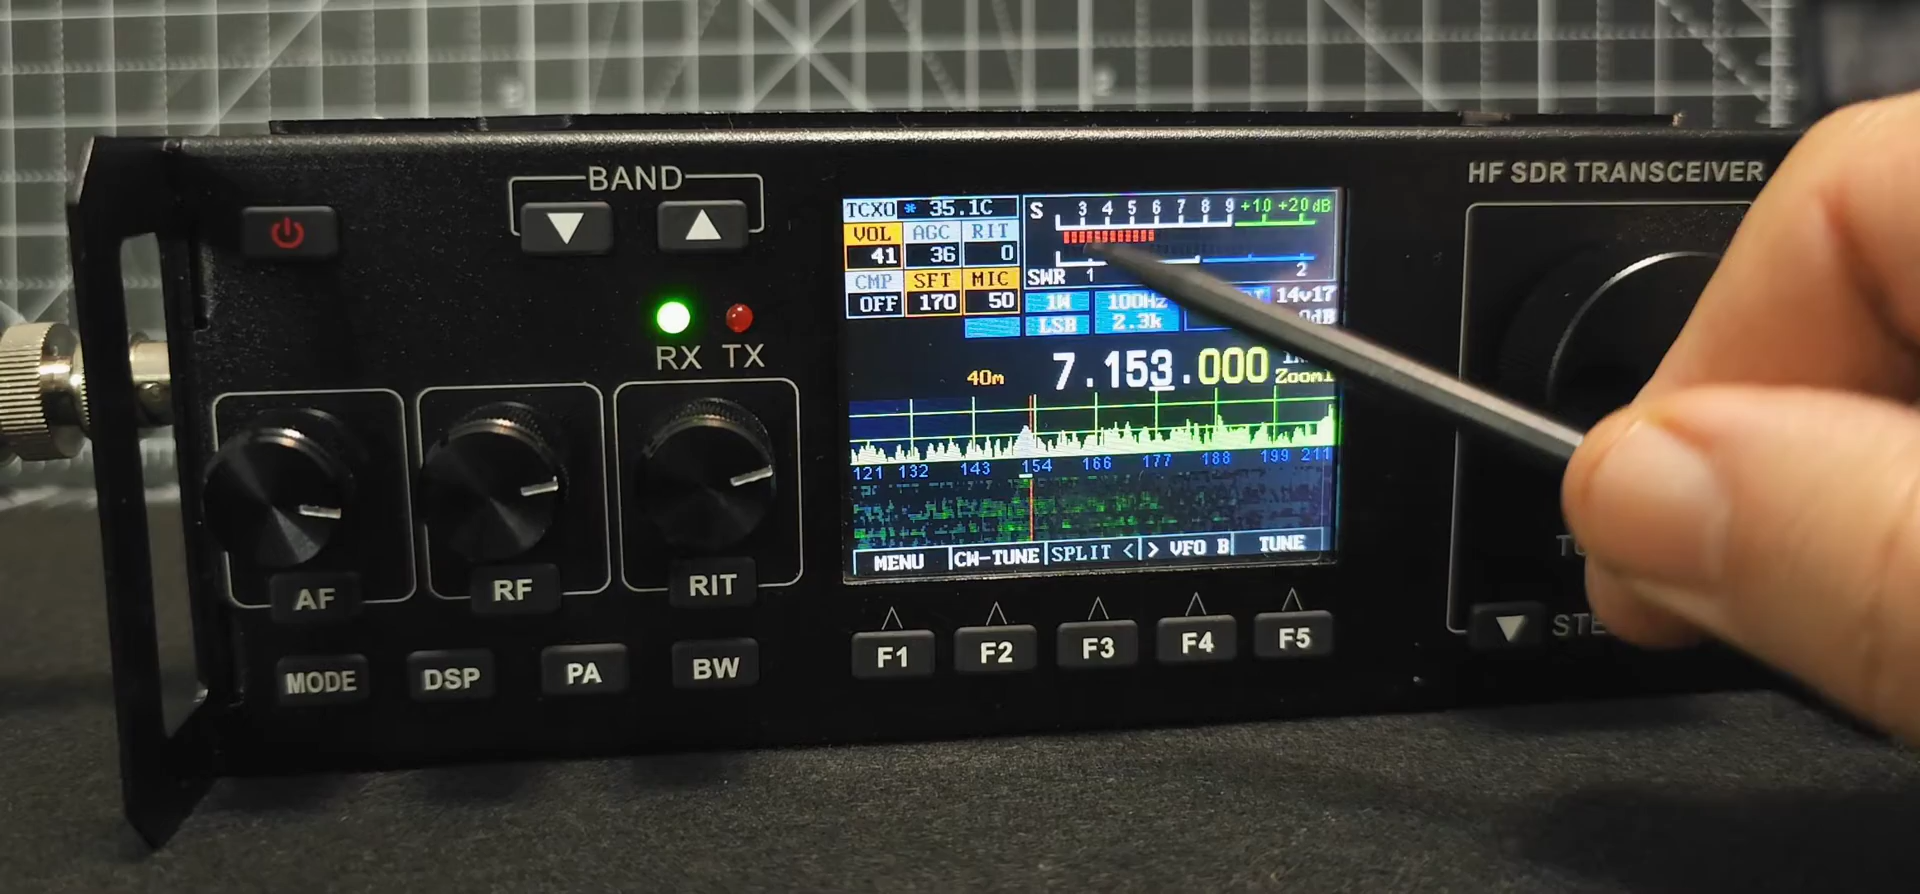 BAND
HF SDR TRANSCEIVER
TCXO * 35.1C
VOL AGC RIT
41 36 0
CMP SFT MIC
OFF 170 50
S 3 4 5 6 7 8 9 +10 +20 dB
SWR 1 2
1W 100Hz 14v17
LSB 2.3k
RX TX
40m 7.153.000 Zoom1
121 132 143 154 166 177 188 199 211
MENU CW-TUNE SPLIT < > VFO B TUNE
AF RF RIT
F1 F2 F3 F4 F5
MODE DSP PA BW